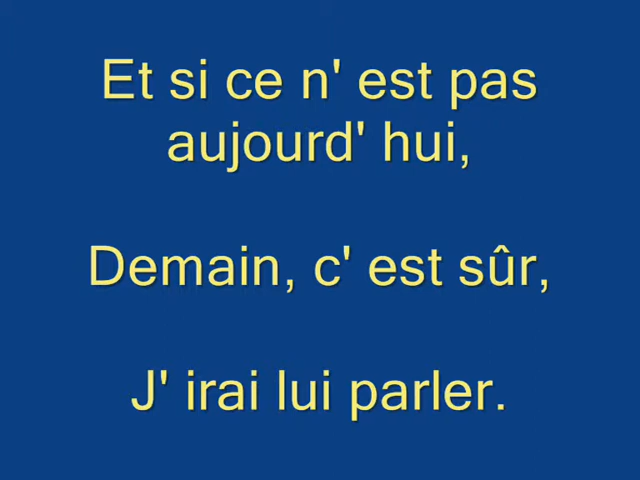 Et si ce n' est pas
aujourd' hui,
Demain, c' est sûr,
J' irai lui parler.